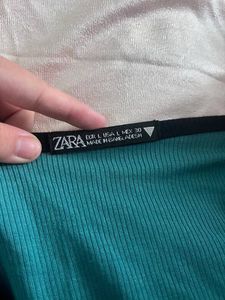 ZARA
EUR L USA L MEX 30
MADE IN BANGLADESH